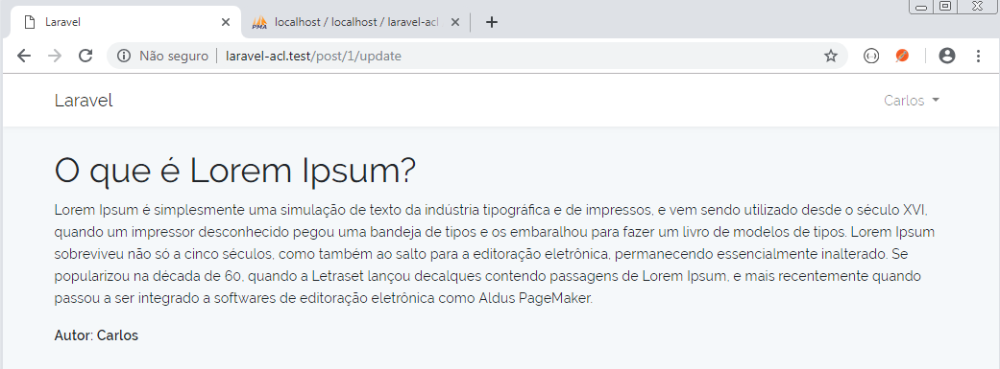 Laravel
PMA
localhost / localhost / laravel-acl
Não seguro
laravel-acl.test/post/1/update
Laravel
Carlos
O que é Lorem Ipsum?
Lorem Ipsum é simplesmente uma simulação de texto da indústria tipográfica e de impressos, e vem sendo utilizado desde o século XVI,
quando um impressor desconhecido pegou uma bandeja de tipos e os embaralhou para fazer um livro de modelos de tipos. Lorem Ipsum
sobreviveu não só a cinco séculos, como também ao salto para a editoração eletrônica, permanecendo essencialmente inalterado. Se
popularizou na década de 60, quando a Letraset lançou decalques contendo passagens de Lorem Ipsum, e mais recentemente quando
passou a ser integrado a softwares de editoração eletrônica como Aldus PageMaker.
Autor: Carlos